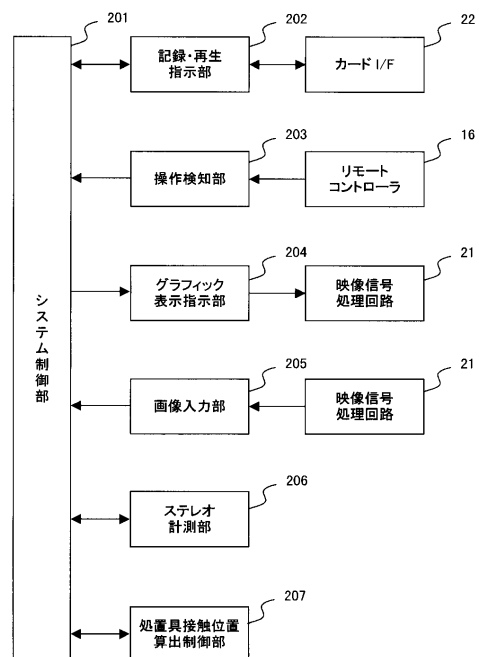 201
202
22
記録・再生
指示部
カード I/F
203
16
操作検知部
リモート
コントローラ
204
21
グラフィック
表示指示部
映像信号
処理回路
システム制御部
205
21
画像入力部
映像信号
処理回路
206
ステレオ
計測部
207
処置具接触位置
算出制御部